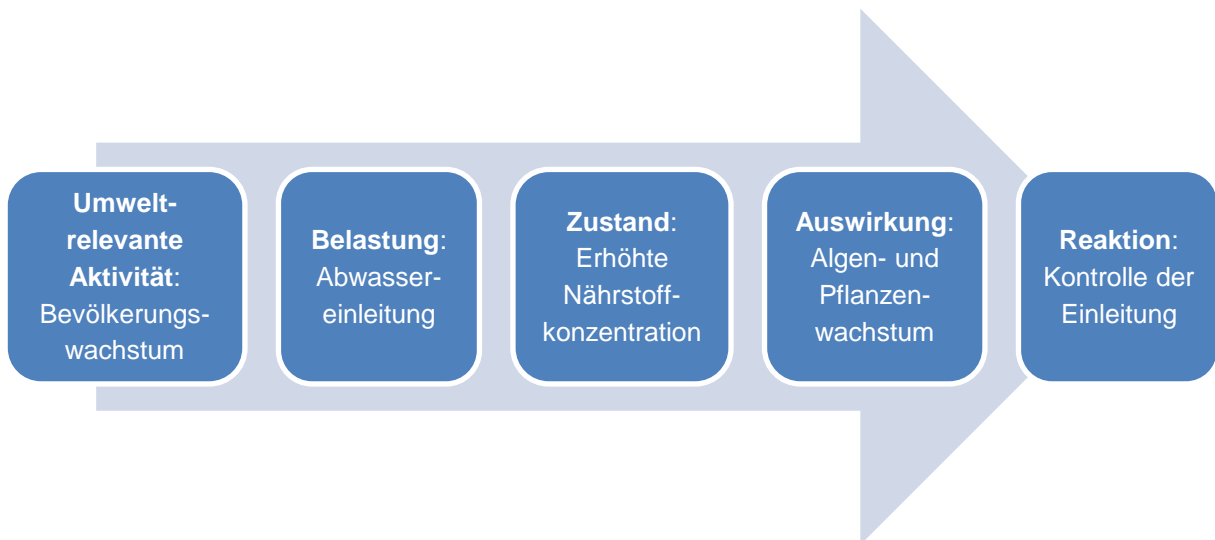 Umwelt-
relevante
Aktivität:
Bevölkerungs-
wachstum
Belastung:
Abwasser-
einleitung
Zustand:
Erhöhte
Nährstoff-
konzentration
Auswirkung:
Algen- und
Pflanzen-
wachstum
Reaktion:
Kontrolle der
Einleitung